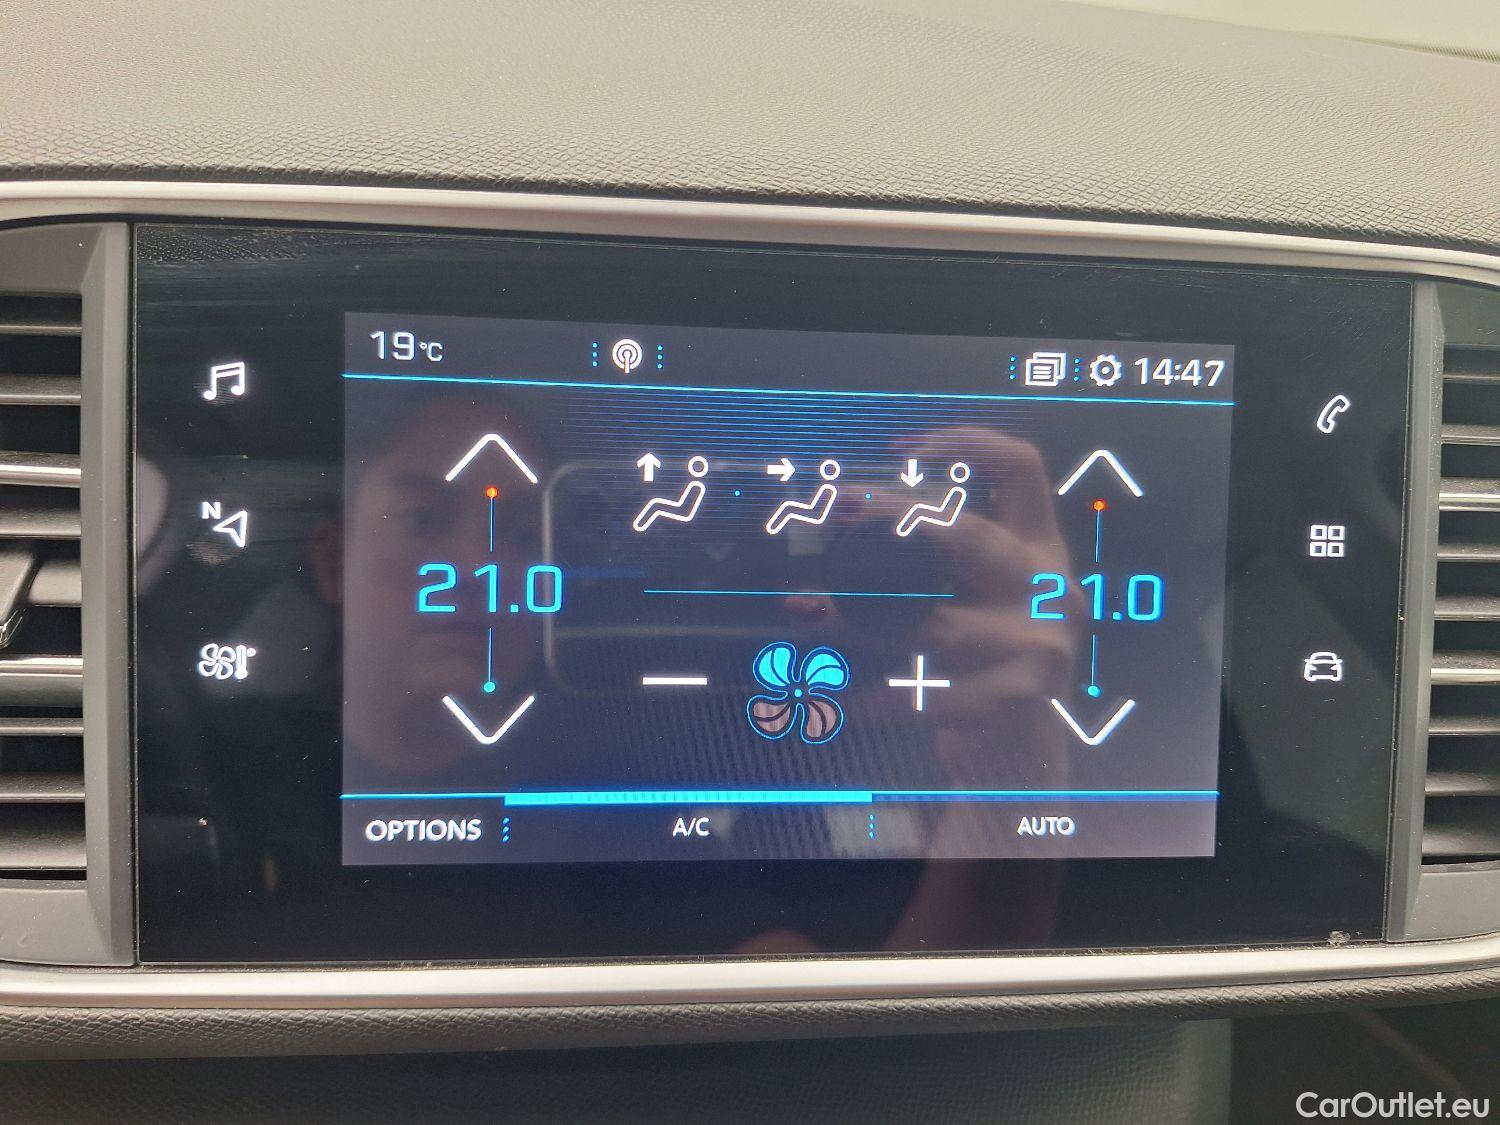 19°C
14:47
N
21.0
21.0
OPTIONS
A/C
AUTO
CarOutlet.eu